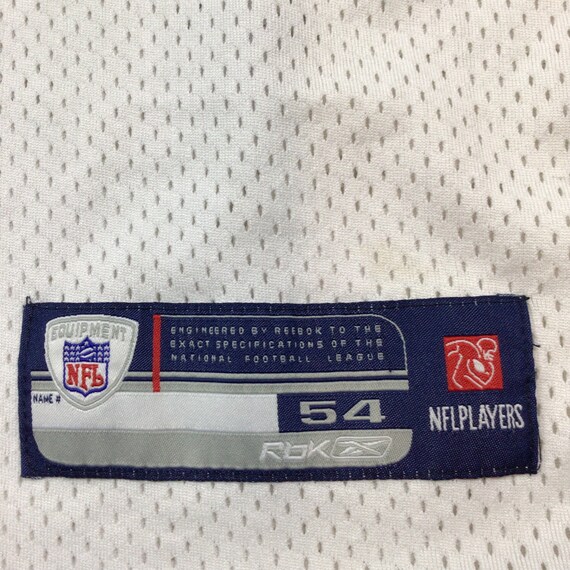 EQUIPMENT
NFL
ENGINEERED BY REEBOK TO THE
EXACT SPECIFICATIONS OF THE
NATIONAL FOOTBALL LEAGUE
NAME #
54
RbK
NFLPLAYERS